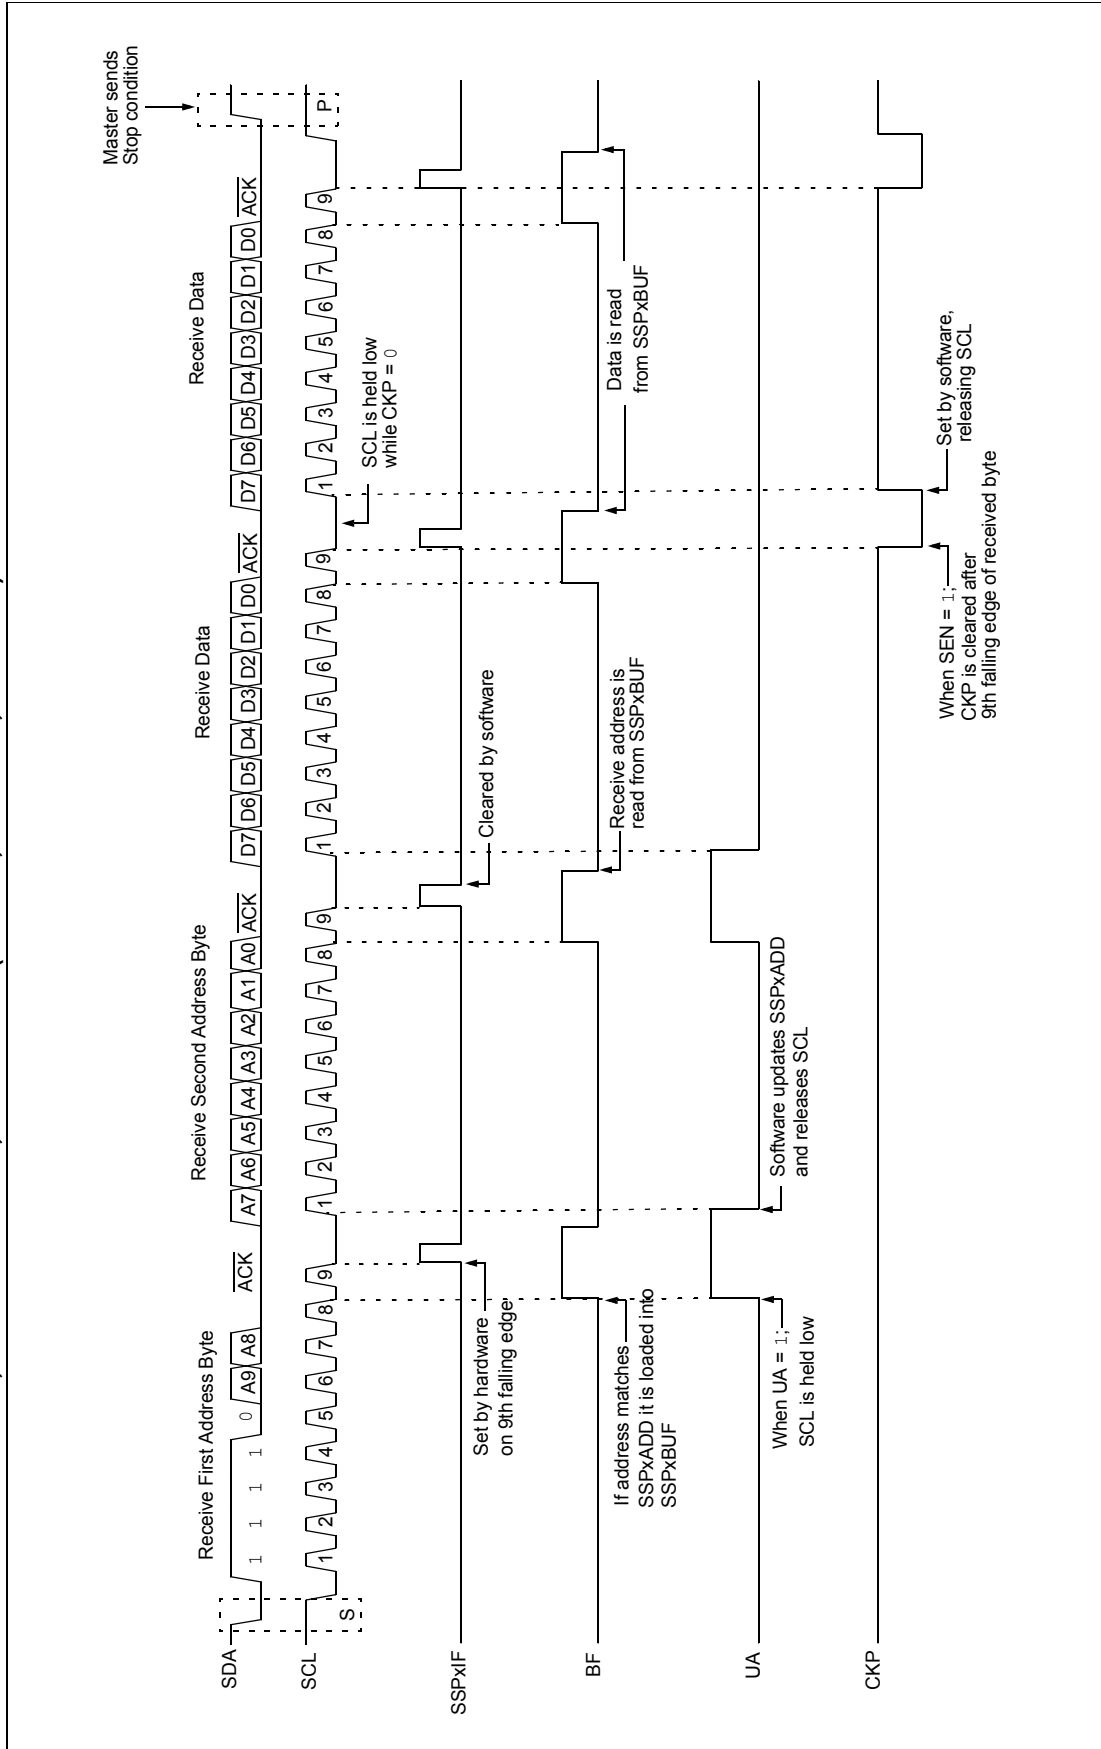 Master sends
Stop condition
Receive First Address Byte
Receive Second Address Byte
Receive Data
Receive Data
SDA
1 1 1 1 0 A9 A8 ACK
A7 A6 A5 A4 A3 A2 A1 A0 ACK
D7 D6 D5 D4 D3 D2 D1 D0 ACK
D7 D6 D5 D4 D3 D2 D1 D0 ACK
SCL
S
1 2 3 4 5 6 7 8 9
1 2 3 4 5 6 7 8 9
1 2 3 4 5 6 7 8 9
1 2 3 4 5 6 7 8 9
P
SCL is held low
while CKP = 0
SSPxIF
Set by hardware
on 9th falling edge
Cleared by software
BF
If address matches
SSPxADD it is loaded into
SSPxBUF
Receive address is
read from SSPxBUF
Data is read
from SSPxBUF
UA
When UA = 1;
SCL is held low
Software updates SSPxADD
and releases SCL
CKP
When SEN = 1;
CKP is cleared after
9th falling edge of received byte
Set by software,
releasing SCL